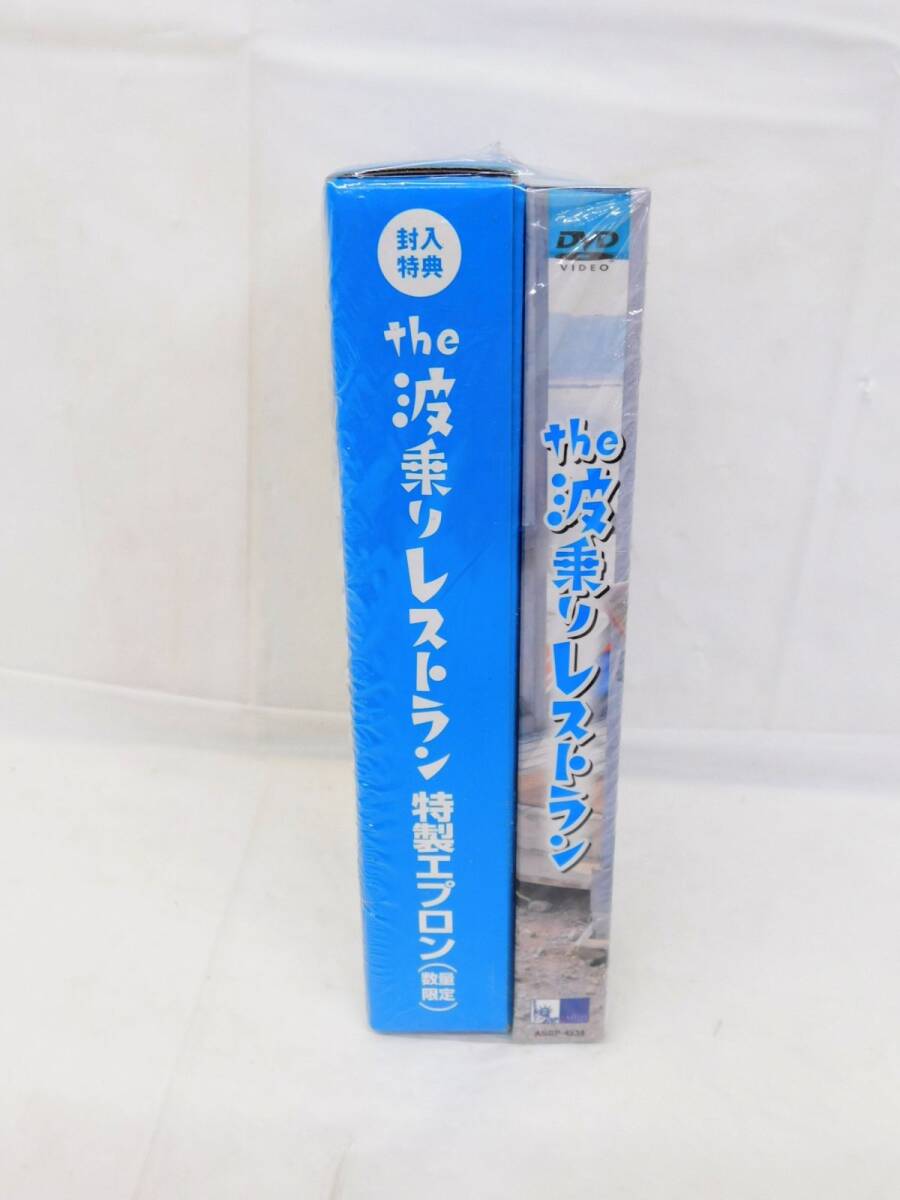 封入
特典
the
波乗りレストラン
特製エプロン
(数量
限定)
DVD
VIDEO
the
波乗りレストラン